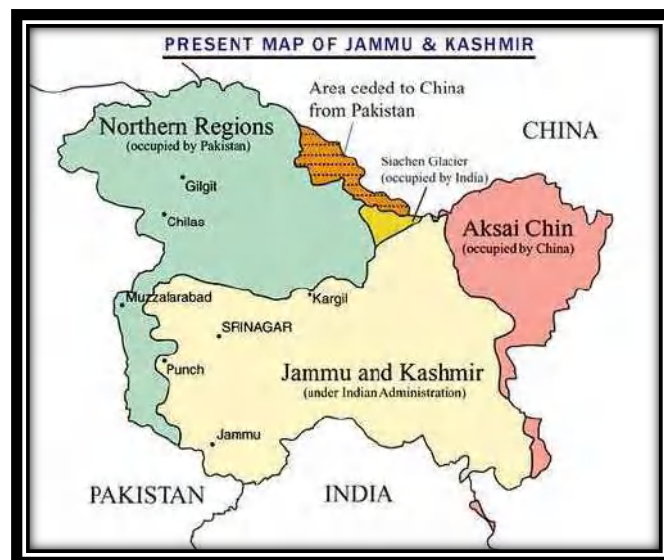 PRESENT MAP OF JAMMU & KASHMIR
Area ceded to China
from Pakistan
CHINA
Northern Regions
(occupied by Pakistan)
Siachen Glacier
(occupied by India)
Gilgit
Chilas
Aksai Chin
(occupied by China)
Muzzalarabad
Kargil
SRINAGAR
Punch
Jammu and Kashmir
(under Indian Administration)
Jammu
PAKISTAN
INDIA